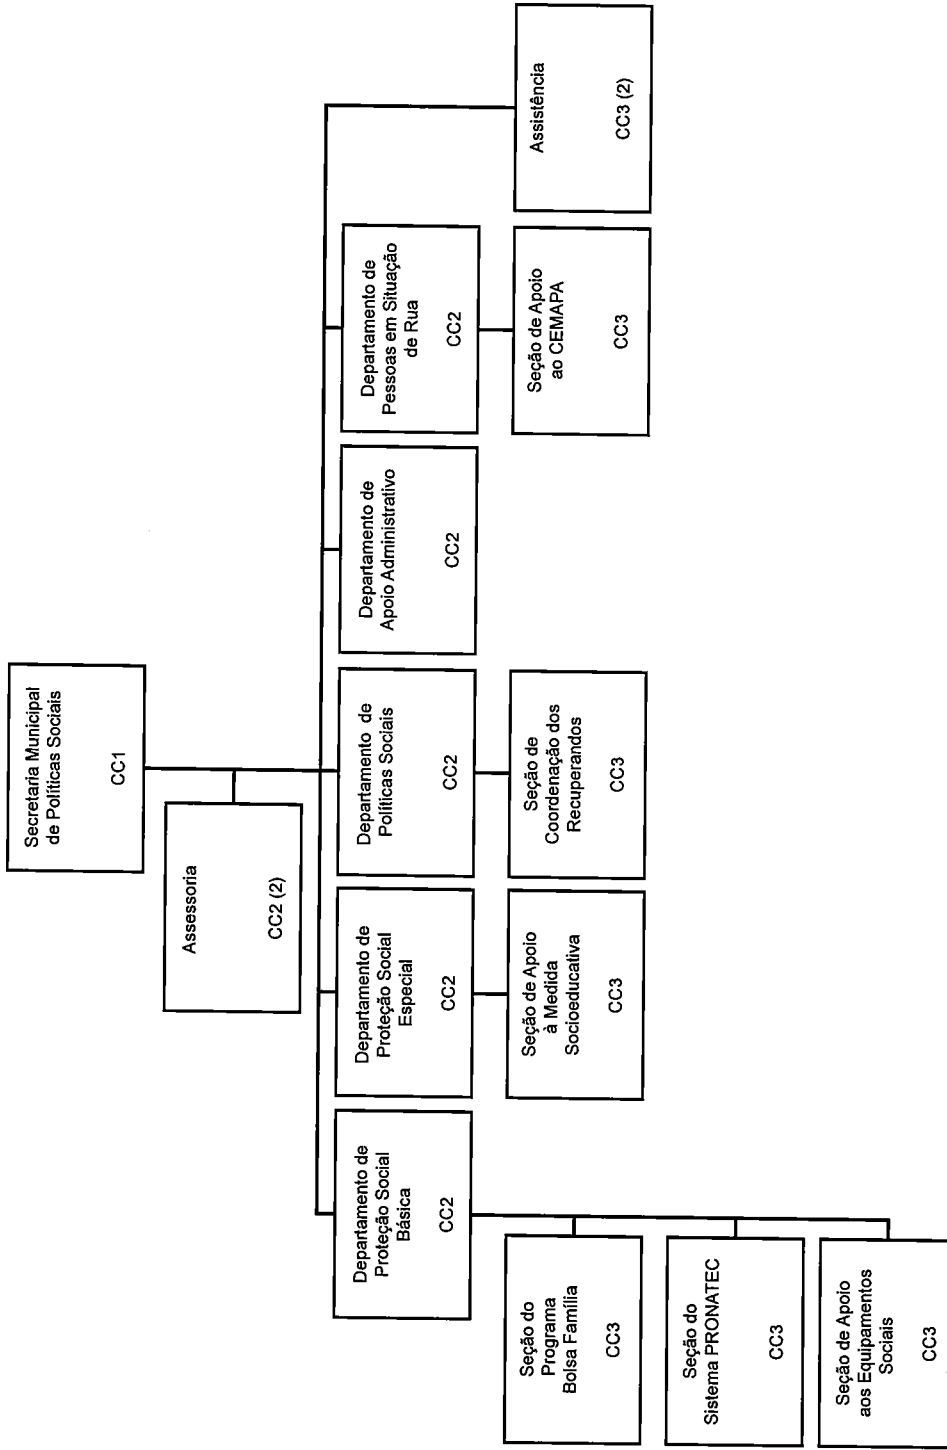 Secretaria Municipal
de Políticas Sociais
CC1
Assessoria
CC2 (2)
Departamento de
Proteção Social
Básica
CC2
Departamento de
Proteção Social
Especial
CC2
Departamento de
Políticas Sociais
CC2
Departamento de
Apoio Administrativo
CC2
Departamento de
Pessoas em Situação
de Rua
CC2
Seção do
Programa
Bolsa Família
CC3
Seção do
Sistema PRONATEC
CC3
Seção de Apoio
aos Equipamentos
Sociais
CC3
Seção de Apoio
à Medida
Socioeducativa
CC3
Seção de
Coordenação dos
Recuperandos
CC3
Seção de Apoio
ao CEMAPA
CC3
Assistência
CC3 (2)